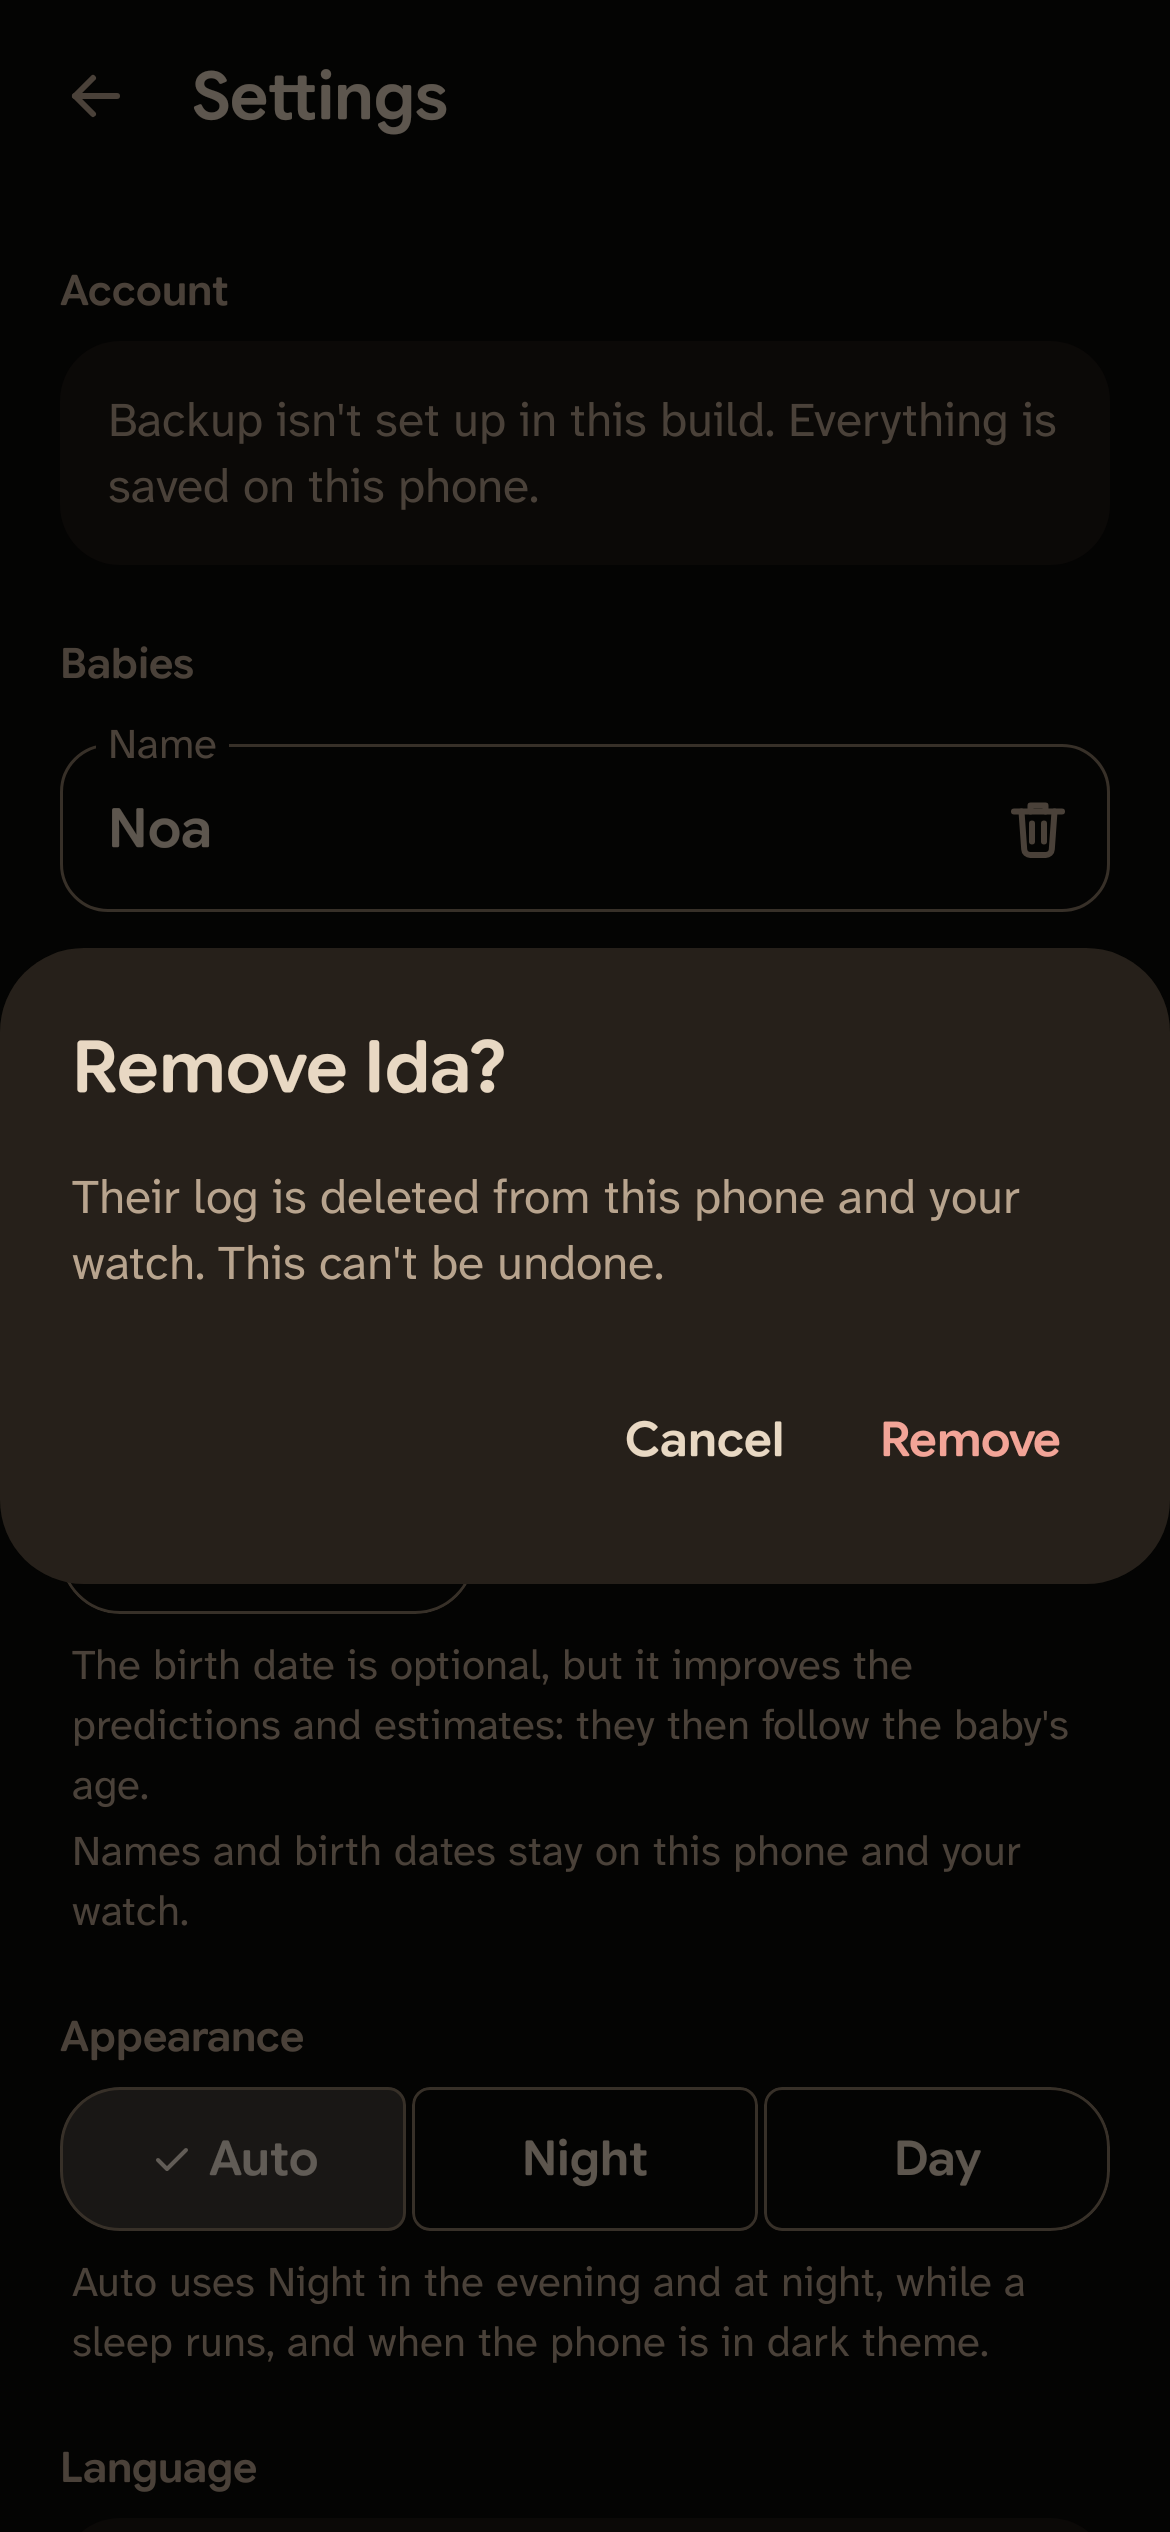 Settings
Account
Backup isn't set up in this build. Everything is
saved on this phone.
Babies
Name
Noa
Remove Ida?
Their log is deleted from this phone and your
watch. This can't be undone.
Cancel
Remove
The birth date is optional, but it improves the
predictions and estimates: they then follow the baby's
age.
Names and birth dates stay on this phone and your
watch.
Appearance
Auto
Night
Day
Auto uses Night in the evening and at night, while a
sleep runs, and when the phone is in dark theme.
Language